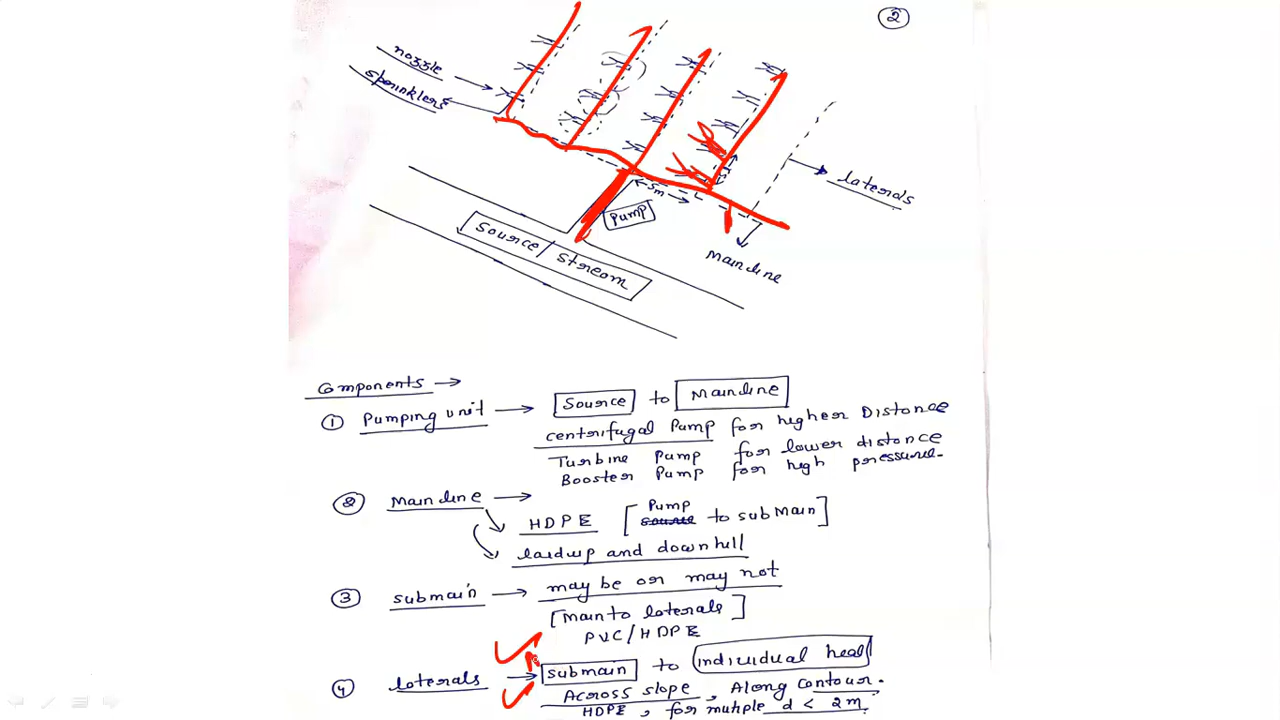 2
nozzle
sprinklers
laterals
5m
Pump
Source/Stream
Mainline
Components →
① Pumping unit → Source to Mainline
centrifugal Pump for higher Distance
Turbine Pump for lower distance
Booster Pump for high pressure.
② Mainline →
HDPE [Pump source to submain]
laidup and downhill
③ submain → may be or may not
[Main to laterals]
PVC/HDPE
④ laterals → submain to individual head
Across slope, Along contour.
HDPE, for multiple d < 2m